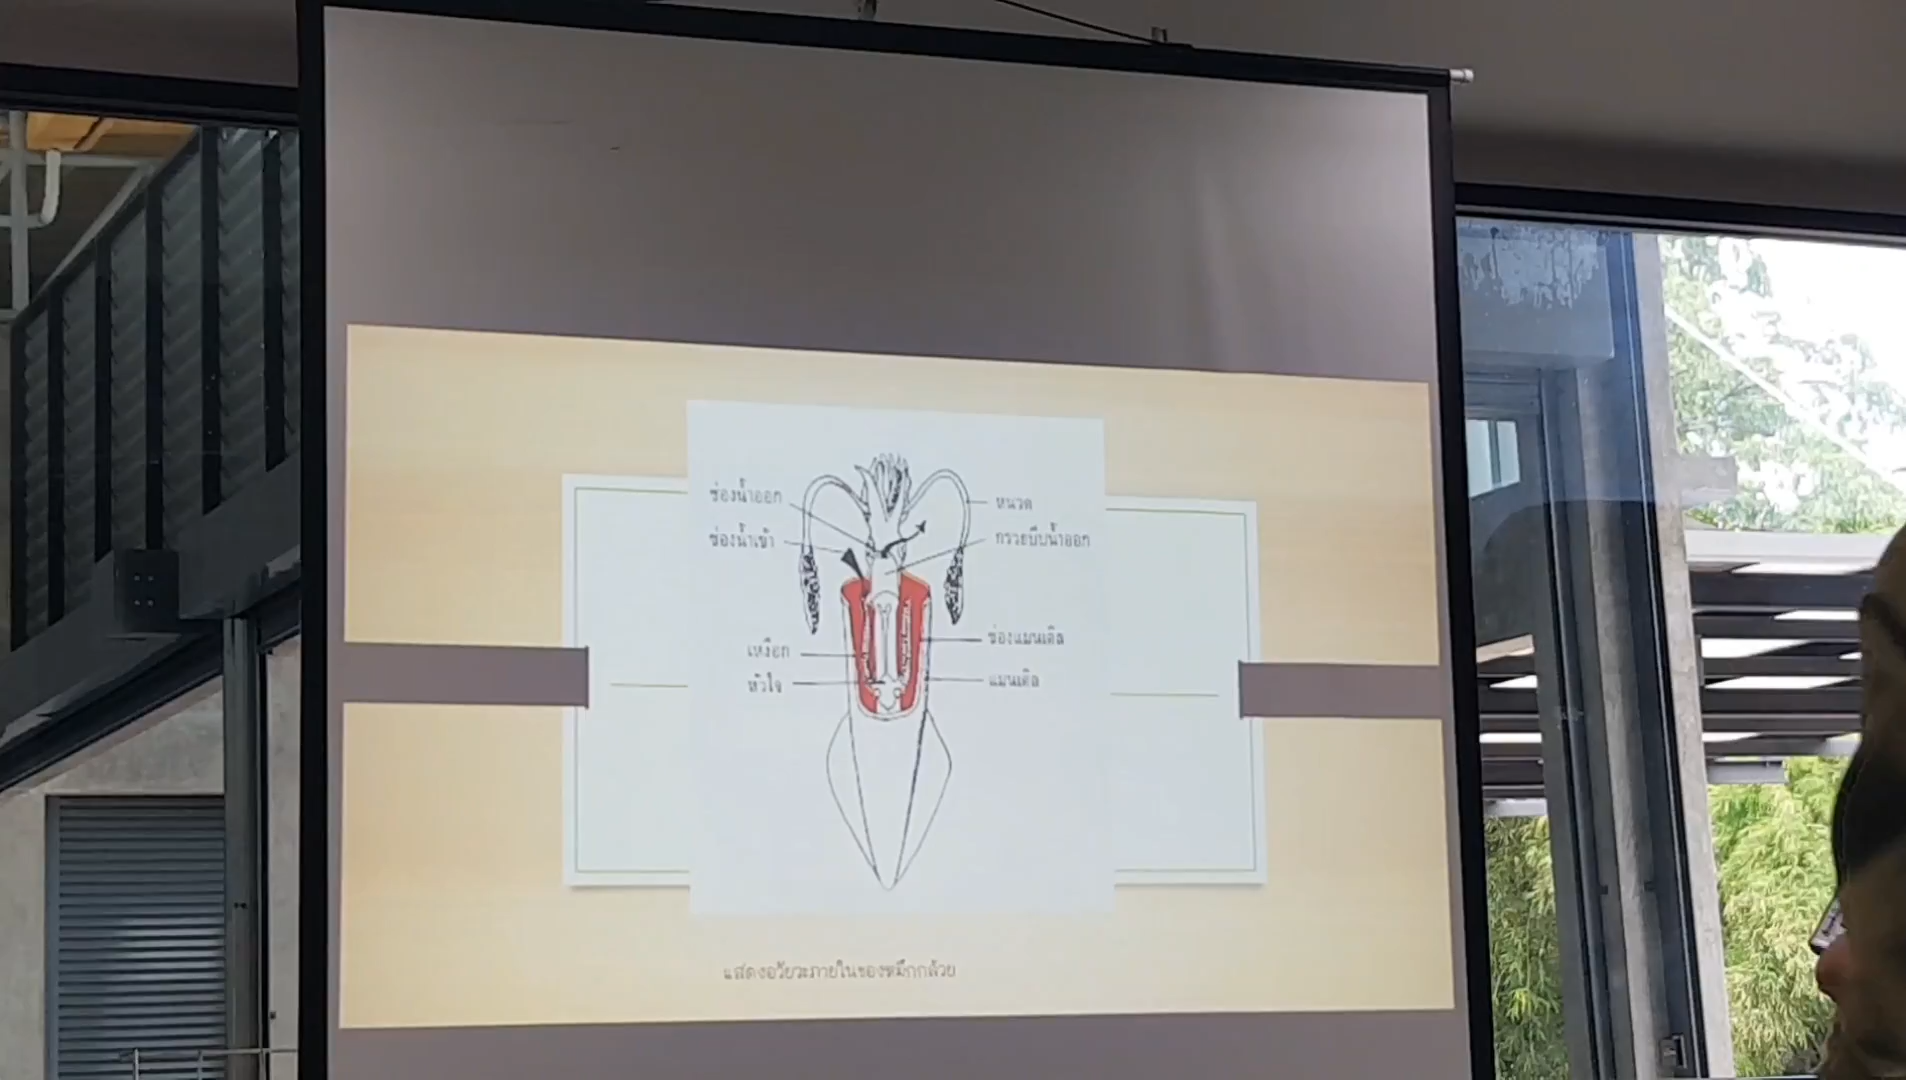 ช่องน้ำออก
ช่องน้ำเข้า
เหงือก
หัวใจ
หนวด
กรวยบีบน้ำออก
ช่องแมนเติล
แมนเติล
แสดงอวัยวะภายในของหมึกกล้วย